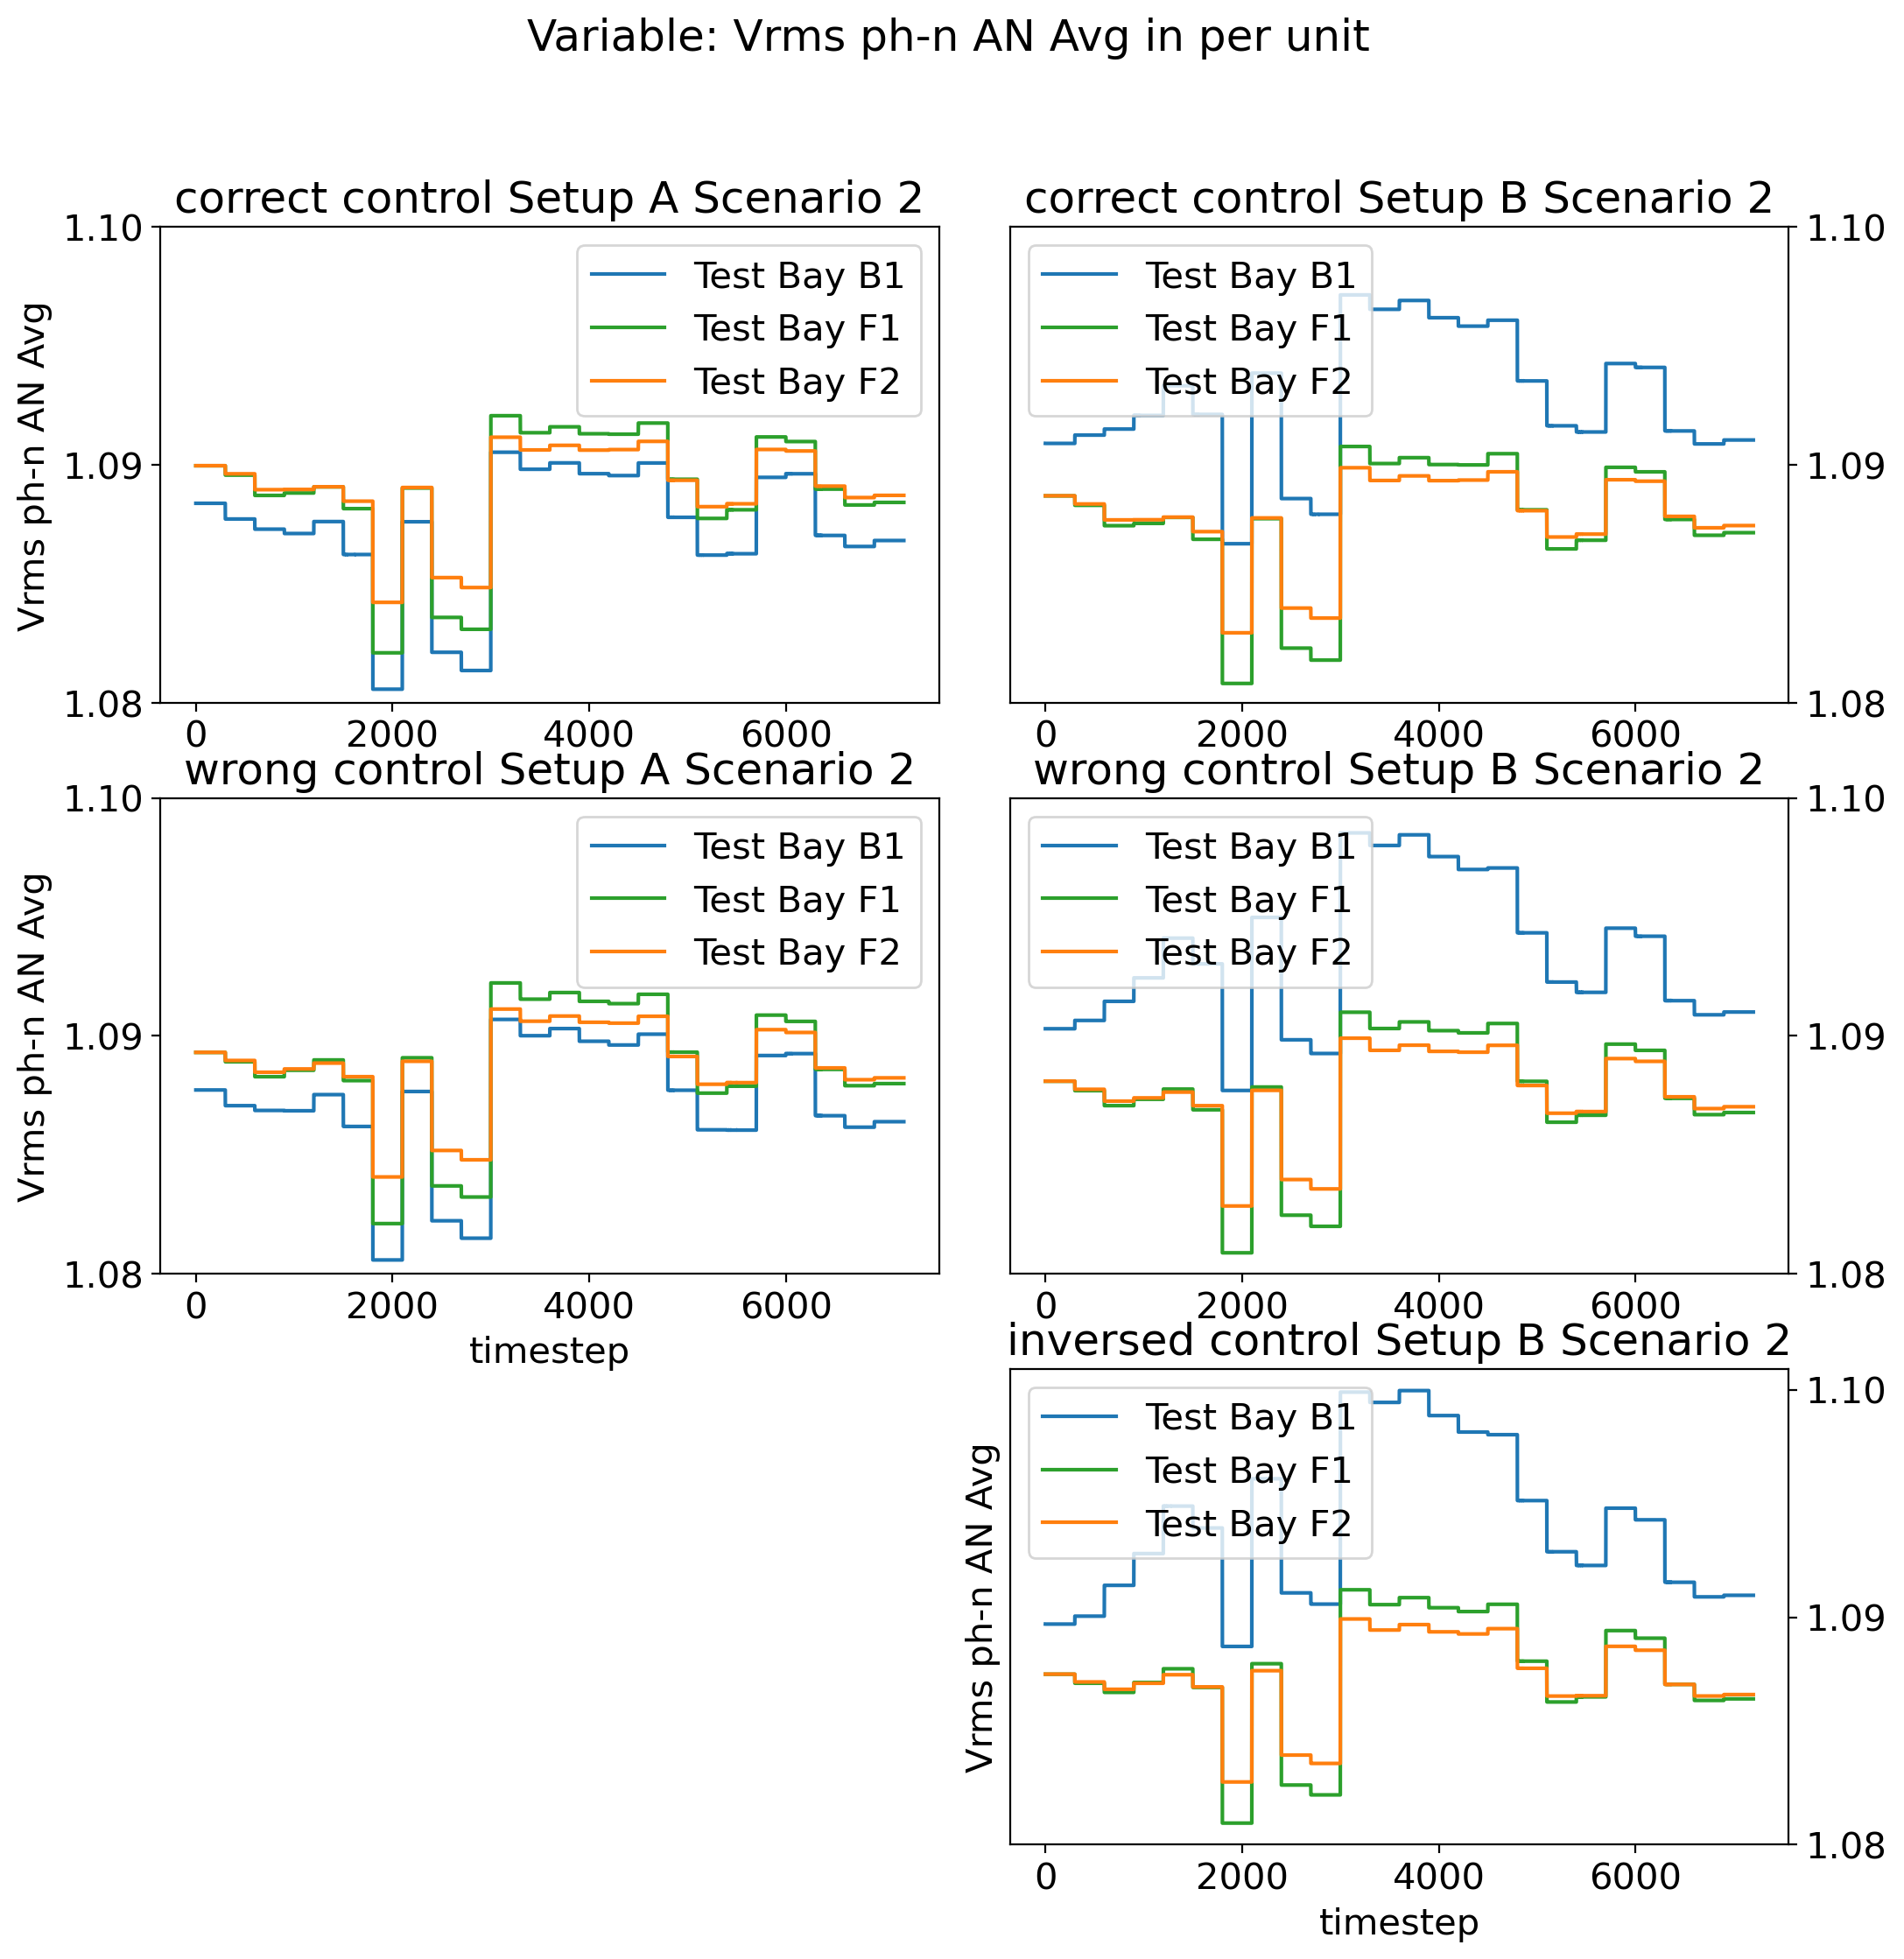 Variable: Vrms ph-n AN Avg in per unit
correct control Setup A Scenario 2
1.10
1.09
1.08
Vrms ph-n AN Avg
Test Bay B1
Test Bay F1
Test Bay F2
0 2000 4000 6000
correct control Setup B Scenario 2
1.10
1.09
1.08
Test Bay B1
Test Bay F1
Test Bay F2
0 2000 4000 6000
wrong control Setup A Scenario 2
1.10
1.09
1.08
Vrms ph-n AN Avg
Test Bay B1
Test Bay F1
Test Bay F2
0 2000 4000 6000
timestep
wrong control Setup B Scenario 2
1.10
1.09
1.08
Test Bay B1
Test Bay F1
Test Bay F2
0 2000 4000 6000
inversed control Setup B Scenario 2
1.10
1.09
1.08
Vrms ph-n AN Avg
Test Bay B1
Test Bay F1
Test Bay F2
0 2000 4000 6000
timestep